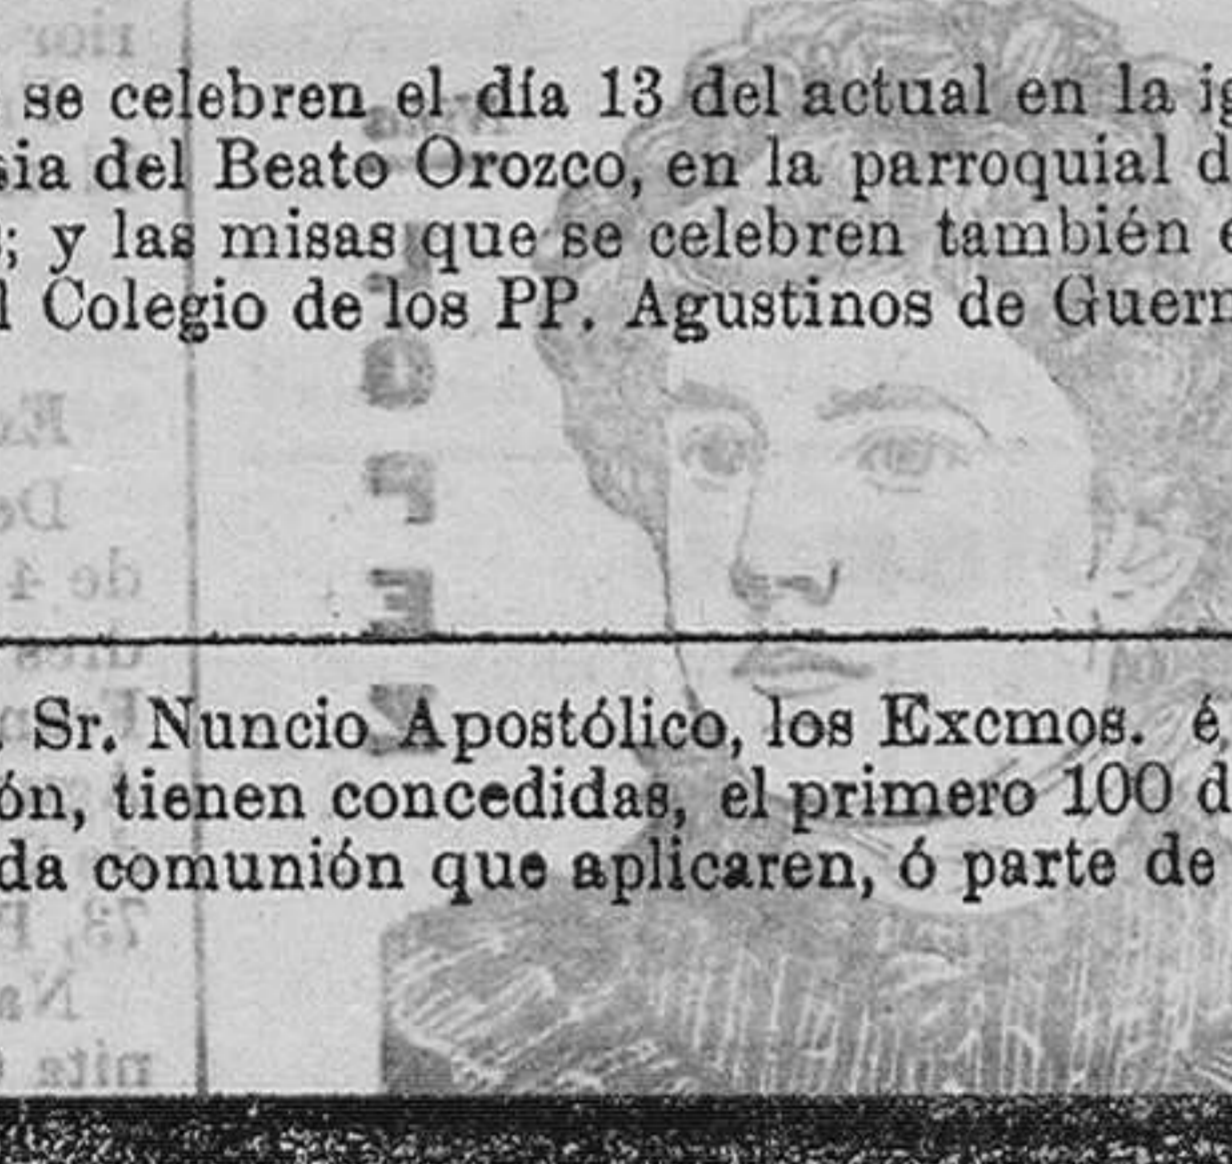 se celebren el día 13 del actual en la ig
sia del Beato Orozco, en la parroquial d
; y las misas que se celebren también e
l Colegio de los PP. Agustinos de Guern
Sr. Nuncio Apostólico, los Excmos. é
ón, tienen concedidas, el primero 100 d
da comunión que aplicaren, ó parte de